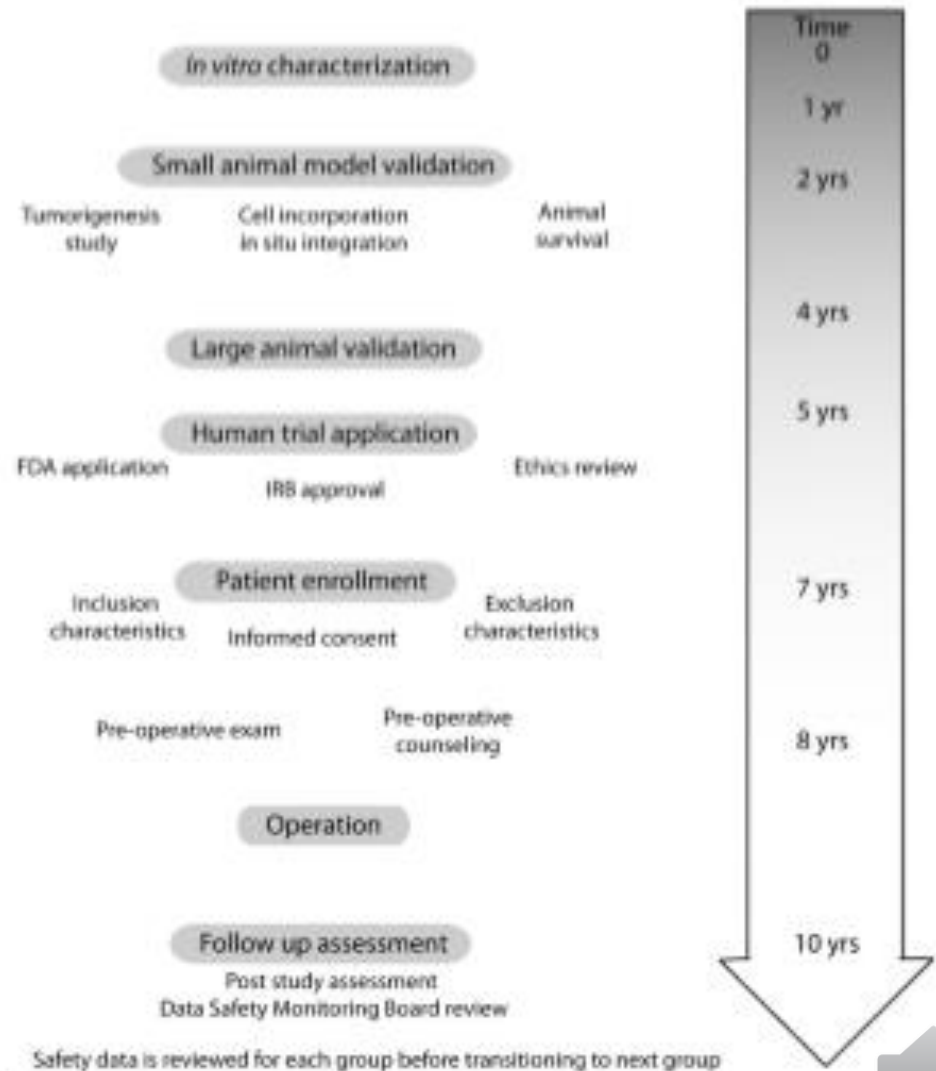 Time
0
In vitro characterization
1 yr
Small animal model validation
2 yrs
Tumorigenesis
study
Cell incorporation
in situ integration
Animal
survival
4 yrs
Large animal validation
5 yrs
Human trial application
FDA application
IRB approval
Ethics review
Patient enrollment
7 yrs
Inclusion
characteristics
Informed consent
Exclusion
characteristics
Pre-operative exam
Pre-operative
counseling
8 yrs
Operation
Follow up assessment
10 yrs
Post study assessment
Data Safety Monitoring Board review
Safety data is reviewed for each group before transitioning to next group